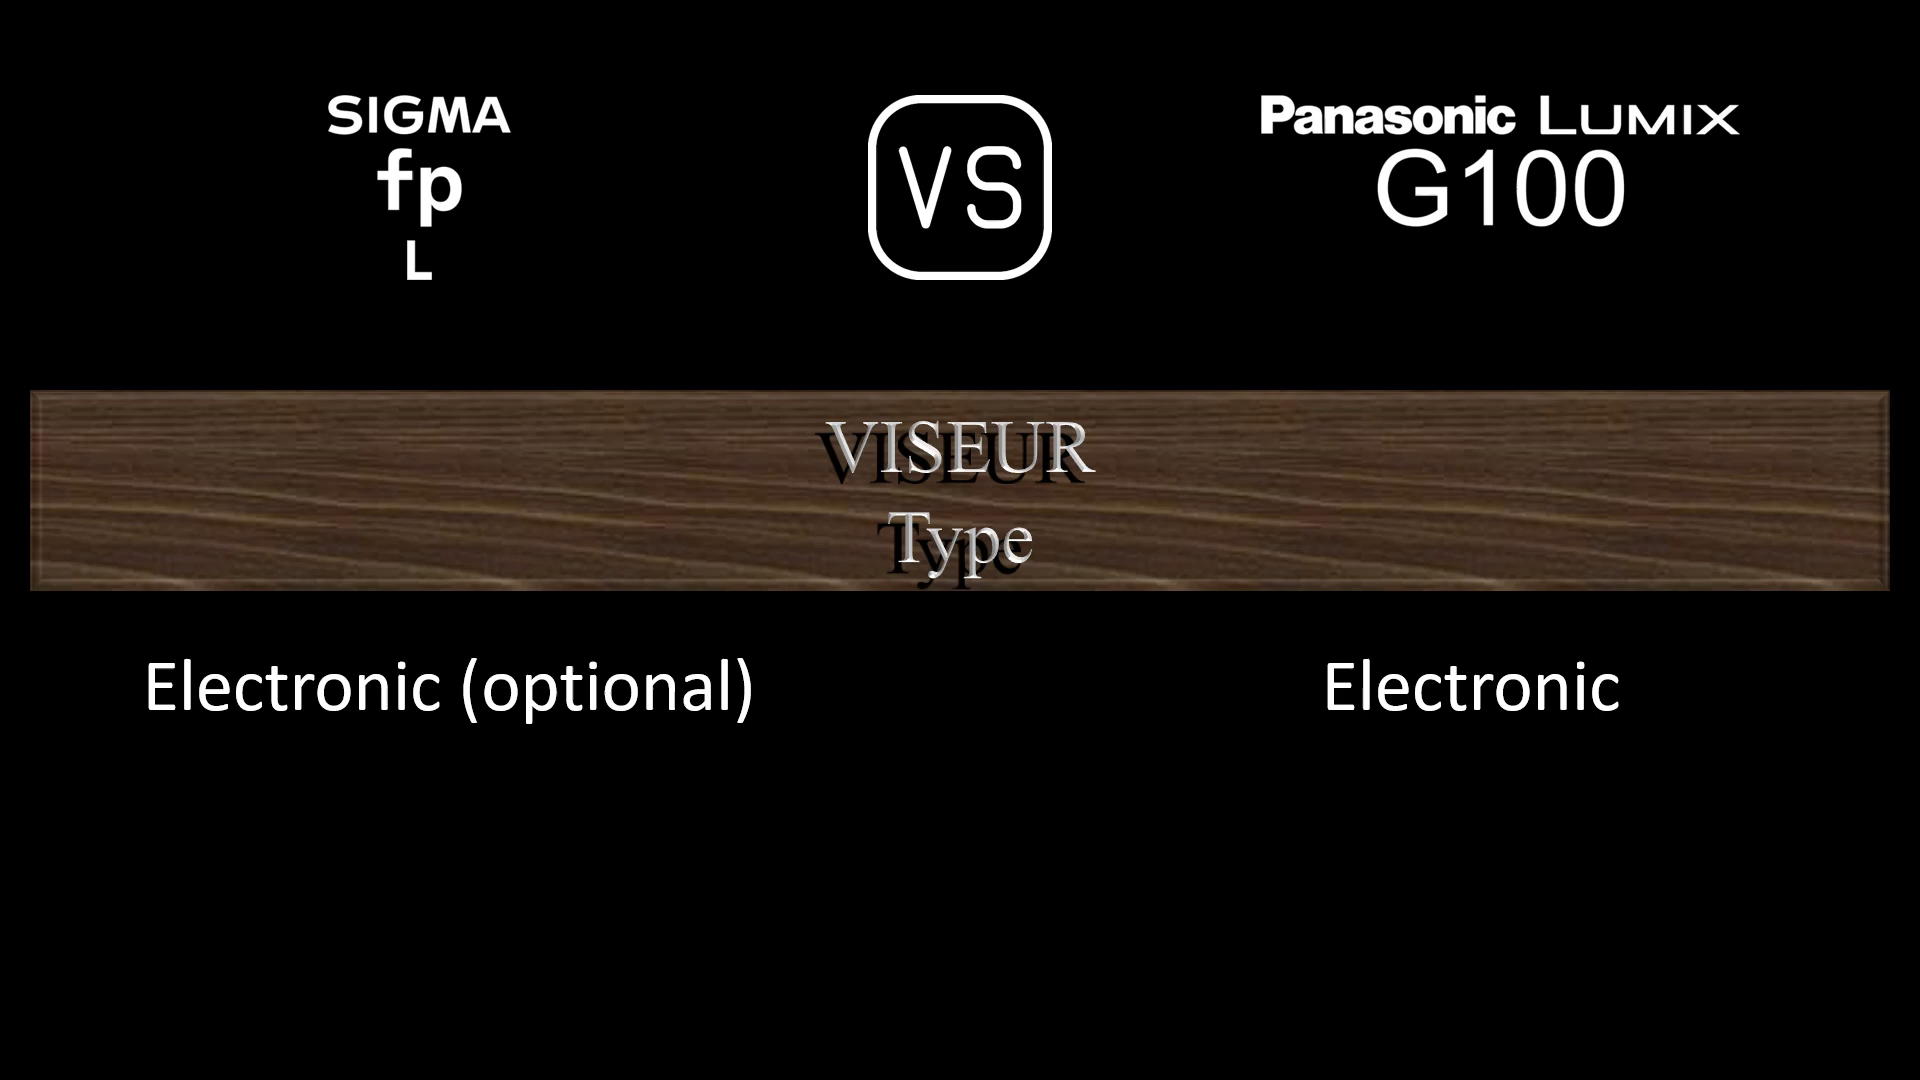 SIGMA
fp
L
VS
Panasonic LUMIX
G100
VISEUR
Type
Electronic (optional)
Electronic